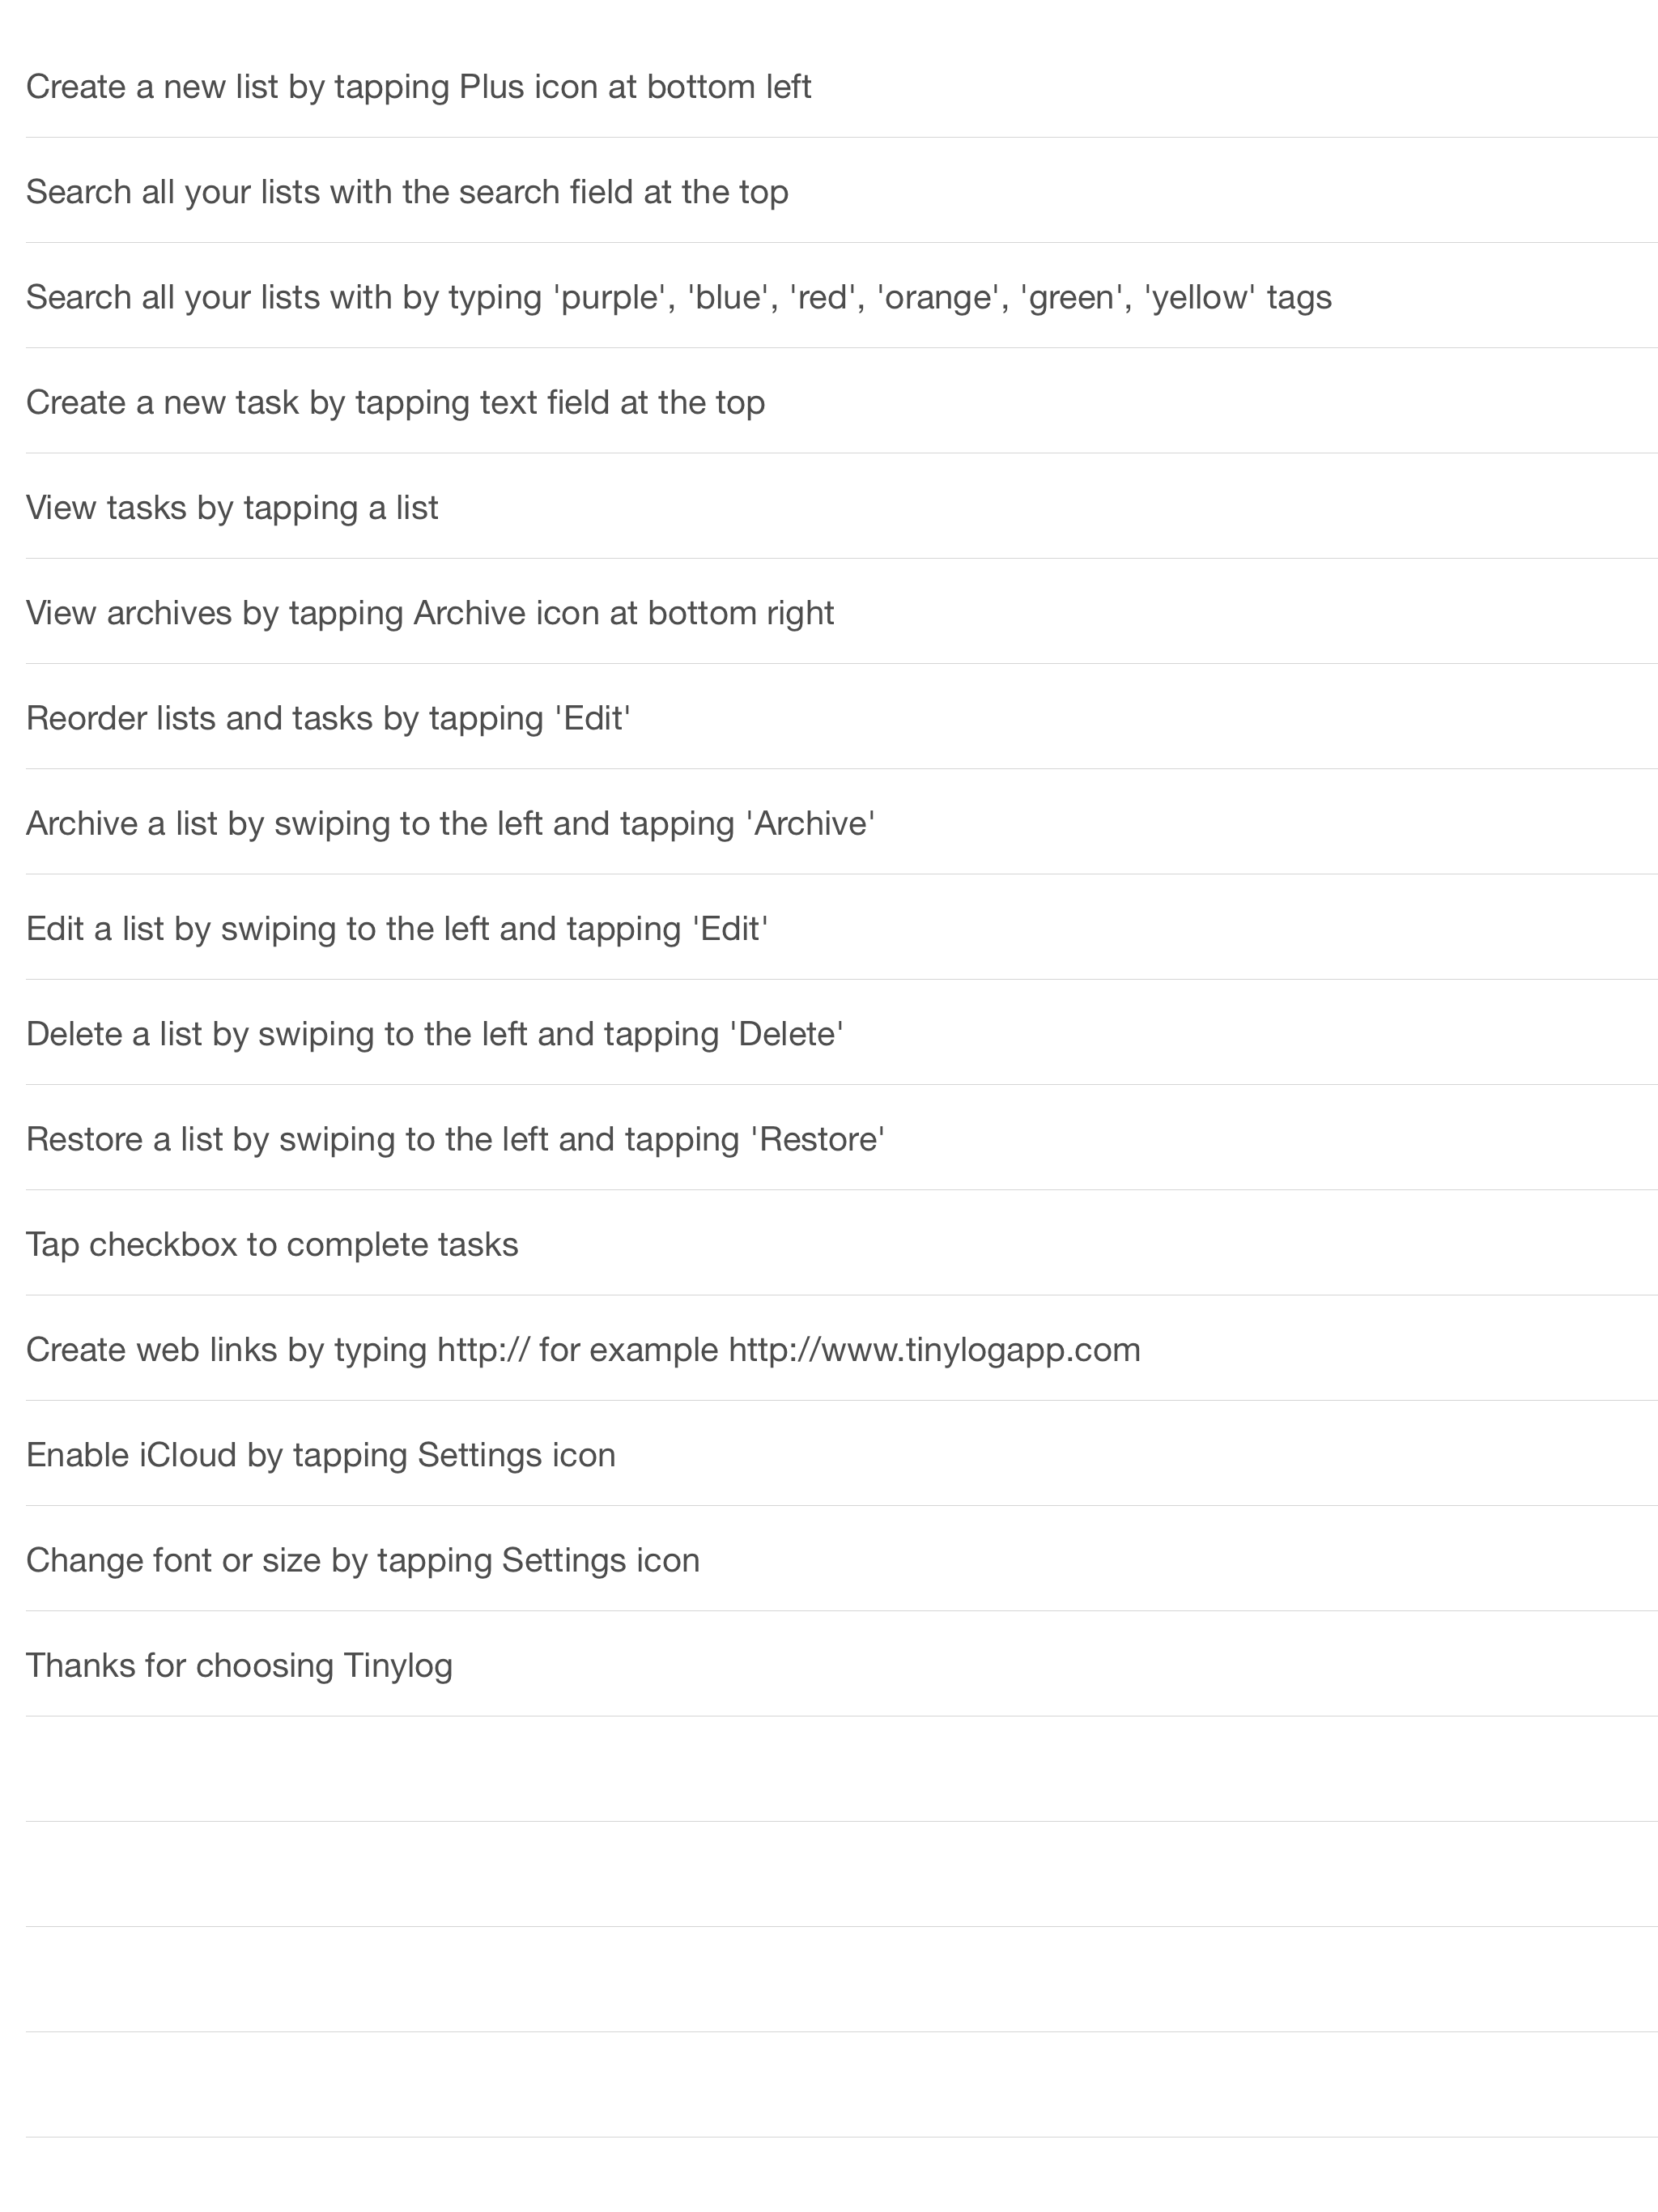 Create a new list by tapping Plus icon at bottom left
Search all your lists with the search field at the top
Search all your lists with by typing 'purple', 'blue', 'red', 'orange', 'green', 'yellow' tags
Create a new task by tapping text field at the top
View tasks by tapping a list
View archives by tapping Archive icon at bottom right
Reorder lists and tasks by tapping 'Edit'
Archive a list by swiping to the left and tapping 'Archive'
Edit a list by swiping to the left and tapping 'Edit'
Delete a list by swiping to the left and tapping 'Delete'
Restore a list by swiping to the left and tapping 'Restore'
Tap checkbox to complete tasks
Create web links by typing http:// for example http://www.tinylogapp.com
Enable iCloud by tapping Settings icon
Change font or size by tapping Settings icon
Thanks for choosing Tinylog